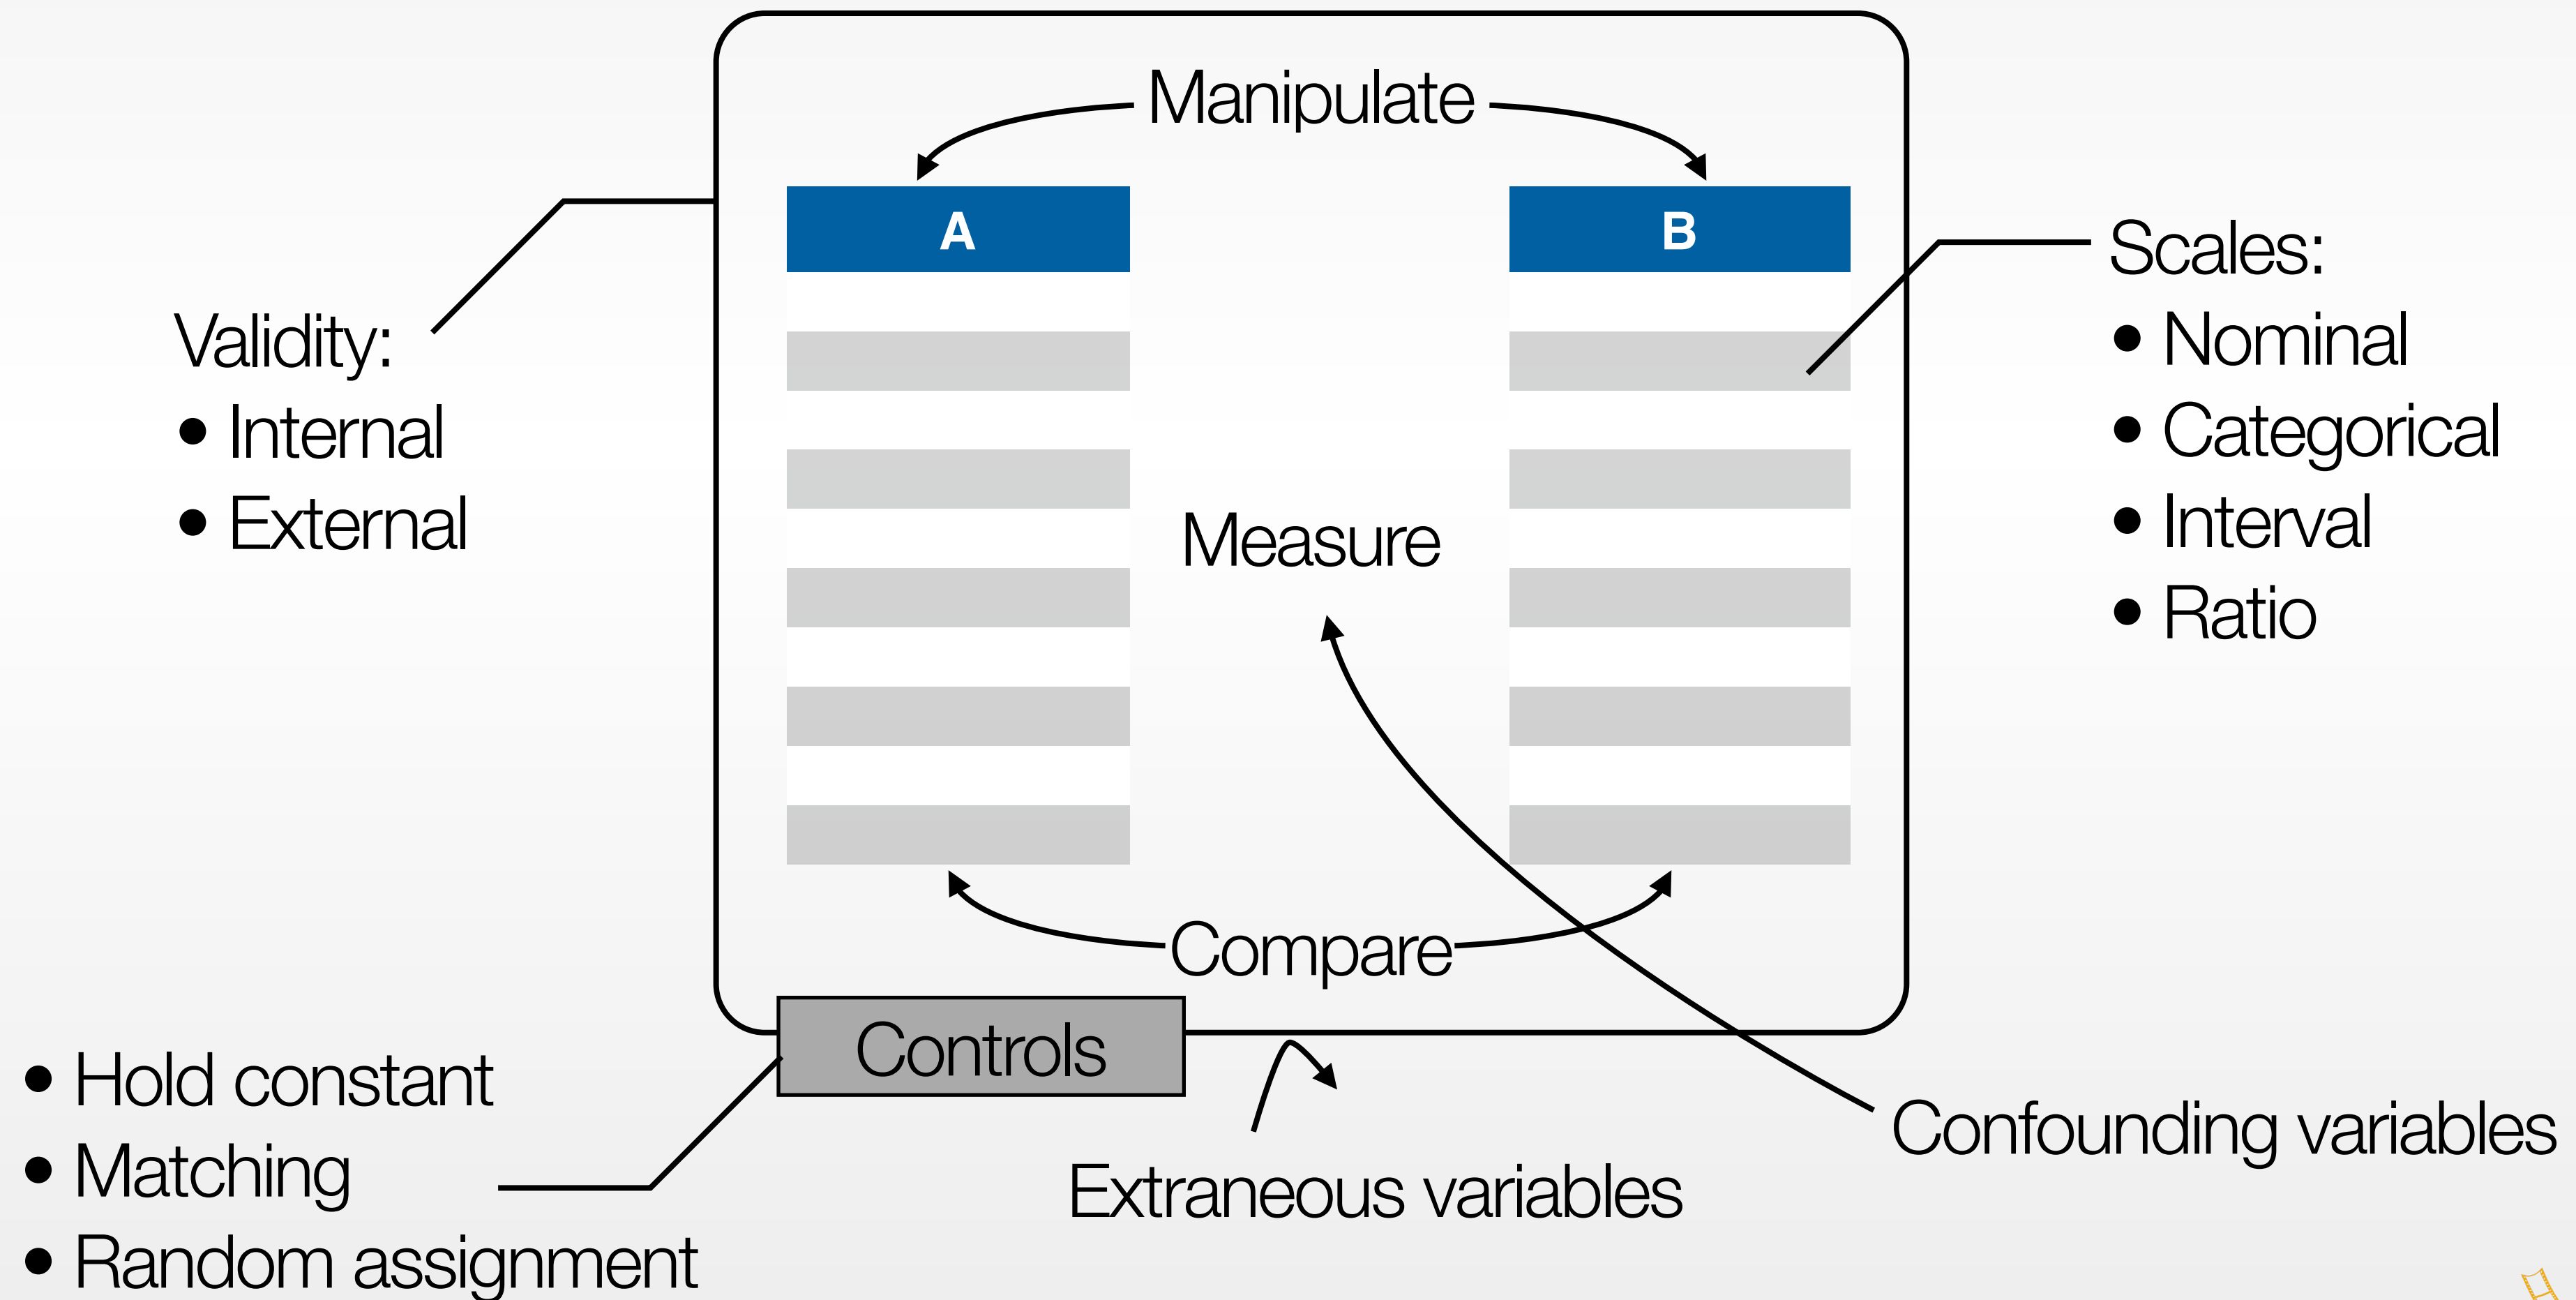 Manipulate
A
B
Validity:
• Internal
• External
Scales:
• Nominal
• Categorical
• Interval
• Ratio
Measure
Compare
Controls
• Hold constant
• Matching
• Random assignment
Extraneous variables
Confounding variables